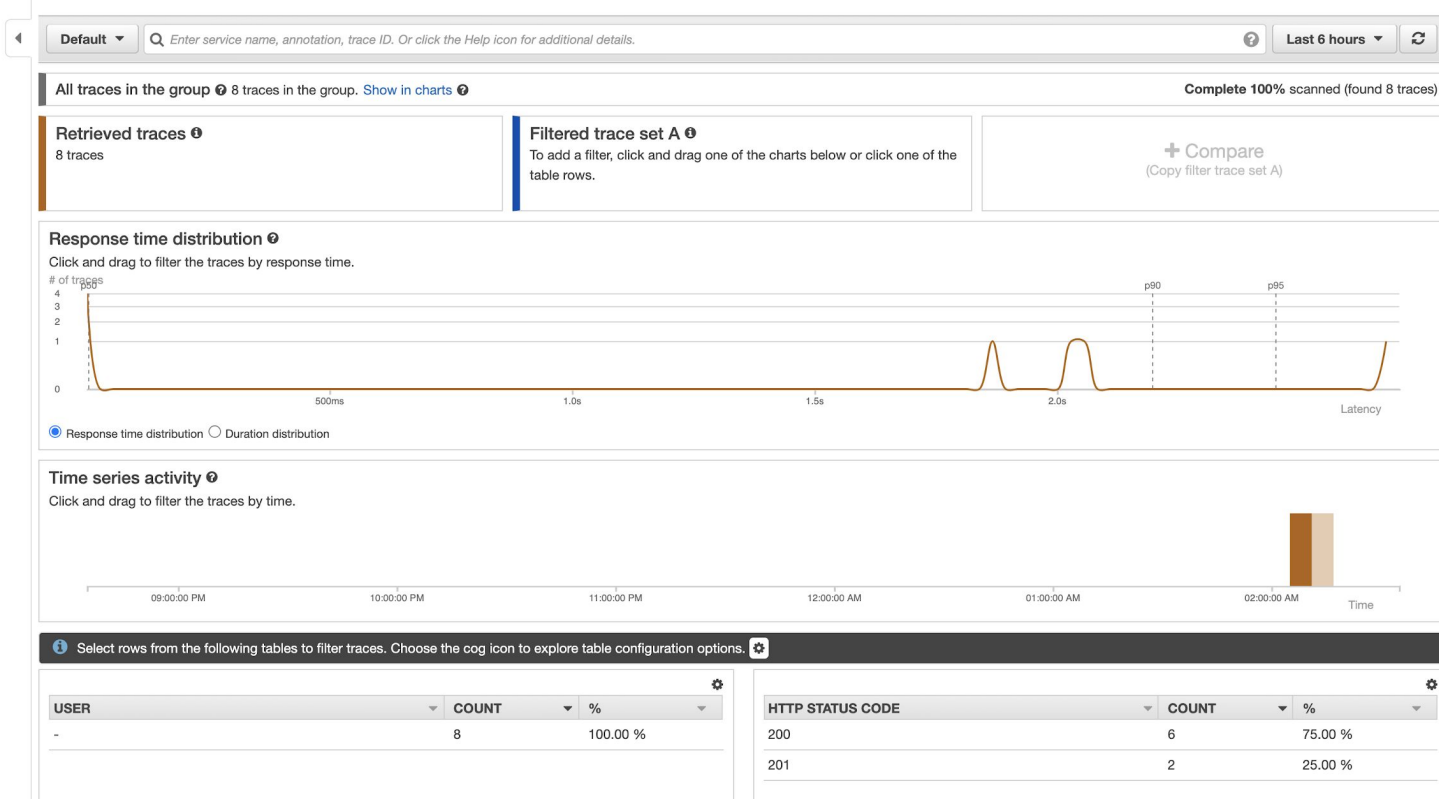 Default
Enter service name, annotation, trace ID. Or click the Help icon for additional details.
Last 6 hours
All traces in the group 8 traces in the group. Show in charts
Complete 100% scanned (found 8 traces)
Retrieved traces
8 traces
Filtered trace set A
To add a filter, click and drag one of the charts below or click one of the
table rows.
Compare
(Copy filter trace set A)
Response time distribution
Click and drag to filter the traces by response time.
# of traces
p50 p90 p95
4
3
2
1
0
500ms 1.0s 1.5s 2.0s
Latency
Response time distribution Duration distribution
Time series activity
Click and drag to filter the traces by time.
09:00:00 PM 10:00:00 PM 11:00:00 PM 12:00:00 AM 01:00:00 AM 02:00:00 AM
Time
Select rows from the following tables to filter traces. Choose the cog icon to explore table configuration options.
USER COUNT %
- 8 100.00 %
HTTP STATUS CODE COUNT %
200 6 75.00 %
201 2 25.00 %